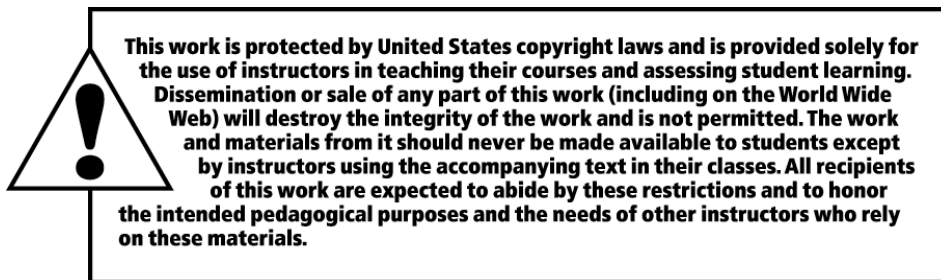 This work is protected by United States copyright laws and is provided solely for
the use of instructors in teaching their courses and assessing student learning.
Dissemination or sale of any part of this work (including on the World Wide
Web) will destroy the integrity of the work and is not permitted. The work
and materials from it should never be made available to students except
by instructors using the accompanying text in their classes. All recipients
of this work are expected to abide by these restrictions and to honor
the intended pedagogical purposes and the needs of other instructors who rely
on these materials.